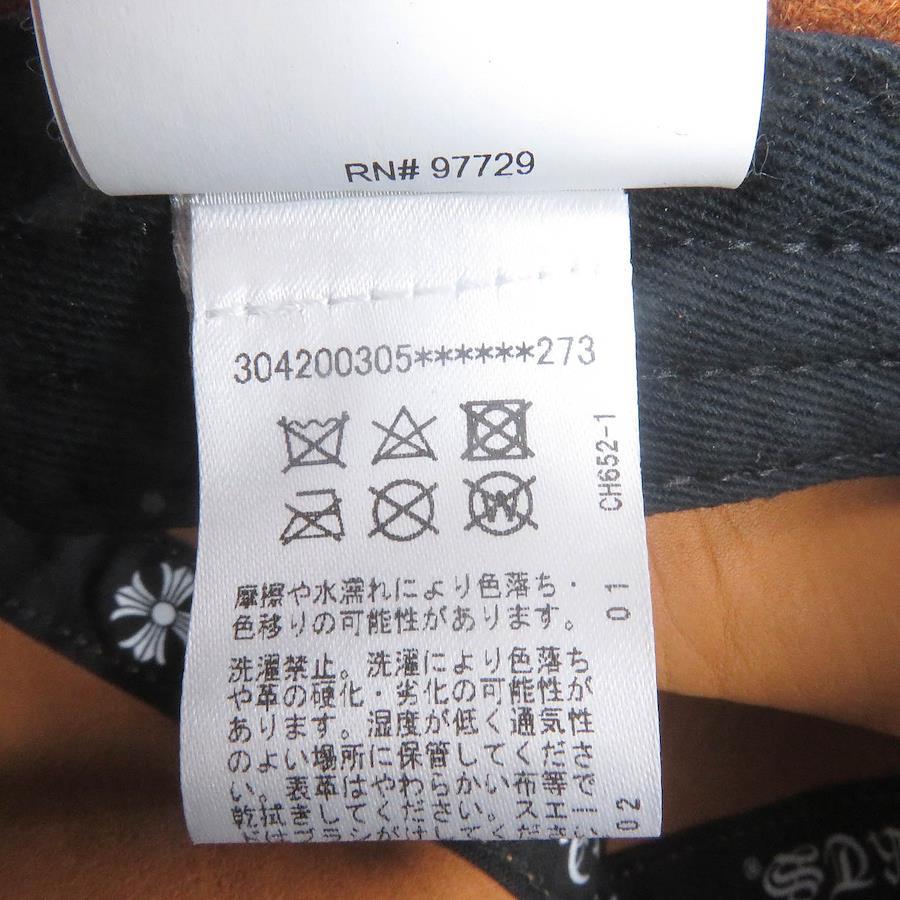 RN# 97729
304200305******273
CH652-1
W
摩擦や水濡れにより色落ち・
色移りの可能性があります。
01
洗濯禁止。洗濯により色落ち
や革の硬化・劣化の可能性が
あります。湿度が低く通気性
のよい場所に保管してくださ
い。表革はやわらかい布等で
乾拭きしてください。スエー
02